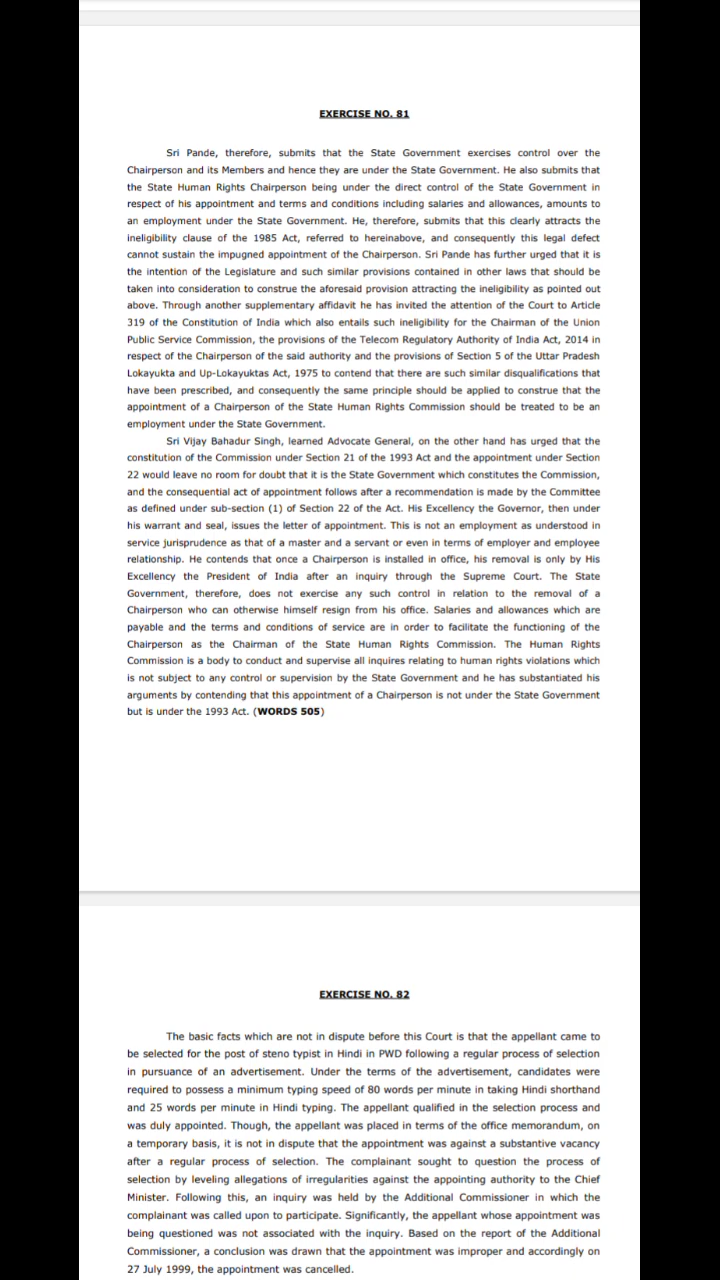 EXERCISE NO. 81
Sri Pande, therefore, submits that the State Government exercises control over the
Chairperson and its Members and hence they are under the State Government. He also submits that
the State Human Rights Chairperson being under the direct control of the State Government in
respect of his appointment and terms and conditions including salaries and allowances, amounts to
an employment under the State Government. He, therefore, submits that this clearly attracts the
ineligibility clause of the 1985 Act, referred to hereinabove, and consequently this legal defect
cannot sustain the impugned appointment of the Chairperson. Sri Pande has further urged that it is
the intention of the Legislature and such similar provisions contained in other laws that should be
taken into consideration to construe the aforesaid provision attracting the ineligibility as pointed out
above. Through another supplementary affidavit he has invited the attention of the Court to Article
319 of the Constitution of India which also entails such ineligibility for the Chairman of the Union
Public Service Commission, the provisions of the Telecom Regulatory Authority of India Act, 2014 in
respect of the Chairperson of the said authority and the provisions of Section 5 of the Uttar Pradesh
Lokayukta and Up-Lokayuktas Act, 1975 to contend that there are such similar disqualifications that
have been prescribed, and consequently the same principle should be applied to construe that the
appointment of a Chairperson of the State Human Rights Commission should be treated to be an
employment under the State Government.
Sri Vijay Bahadur Singh, learned Advocate General, on the other hand has urged that the
constitution of the Commission under Section 21 of the 1993 Act and the appointment under Section
22 would leave no room for doubt that it is the State Government which constitutes the Commission,
and the consequential act of appointment follows after a recommendation is made by the Committee
as defined under sub-section (1) of Section 22 of the Act. His Excellency the Governor, then under
his warrant and seal, issues the letter of appointment. This is not an employment as understood in
service jurisprudence as that of a master and a servant or even in terms of employer and employee
relationship. He contends that once a Chairperson is installed in office, his removal is only by His
Excellency the President of India after an inquiry through the Supreme Court. The State
Government, therefore, does not exercise any such control in relation to the removal of a
Chairperson who can otherwise himself resign from his office. Salaries and allowances which are
payable and the terms and conditions of service are in order to facilitate the functioning of the
Chairperson as the Chairman of the State Human Rights Commission. The Human Rights
Commission is a body to conduct and supervise all inquires relating to human rights violations which
is not subject to any control or supervision by the State Government and he has substantiated his
arguments by contending that this appointment of a Chairperson is not under the State Government
but is under the 1993 Act. (WORDS 505)
EXERCISE NO. 82
The basic facts which are not in dispute before this Court is that the appellant came to
be selected for the post of steno typist in Hindi in PWD following a regular process of selection
in pursuance of an advertisement. Under the terms of the advertisement, candidates were
required to possess a minimum typing speed of 80 words per minute in taking Hindi shorthand
and 25 words per minute in Hindi typing. The appellant qualified in the selection process and
was duly appointed. Though, the appellant was placed in terms of the office memorandum, on
a temporary basis, it is not in dispute that the appointment was against a substantive vacancy
after a regular process of selection. The complainant sought to question the process of
selection by leveling allegations of irregularities against the appointing authority to the Chief
Minister. Following this, an inquiry was held by the Additional Commissioner in which the
complainant was called upon to participate. Significantly, the appellant whose appointment was
being questioned was not associated with the inquiry. Based on the report of the Additional
Commissioner, a conclusion was drawn that the appointment was improper and accordingly on
27 July 1999, the appointment was cancelled.